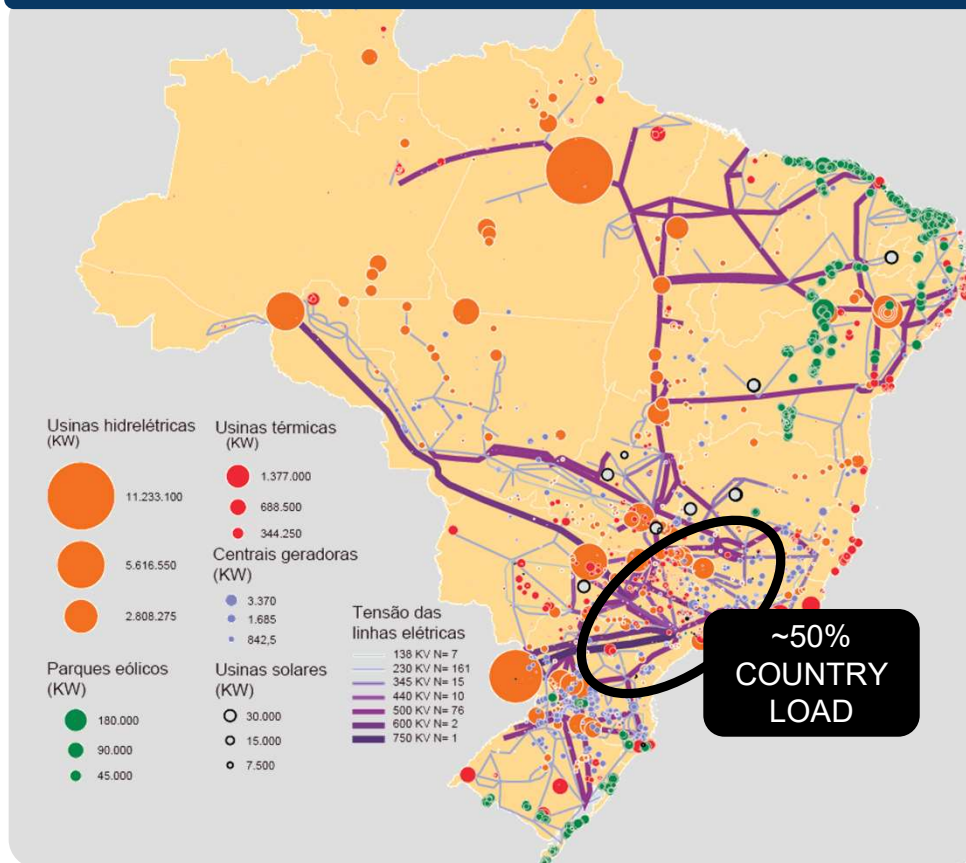 Usinas hidrelétricas
(KW)
11.233.100
5.616.550
2.808.275
Usinas térmicas
(KW)
1.377.000
688.500
344.250
Centrais geradoras
(KW)
3.370
1.685
842,5
Parques eólicos
(KW)
180.000
90.000
45.000
Usinas solares
(KW)
30.000
15.000
7.500
Tensão das
linhas elétricas
138 KV N= 7
230 KV N= 161
345 KV N= 15
440 KV N= 10
500 KV N= 76
600 KV N= 2
750 KV N= 1
~50%
COUNTRY
LOAD